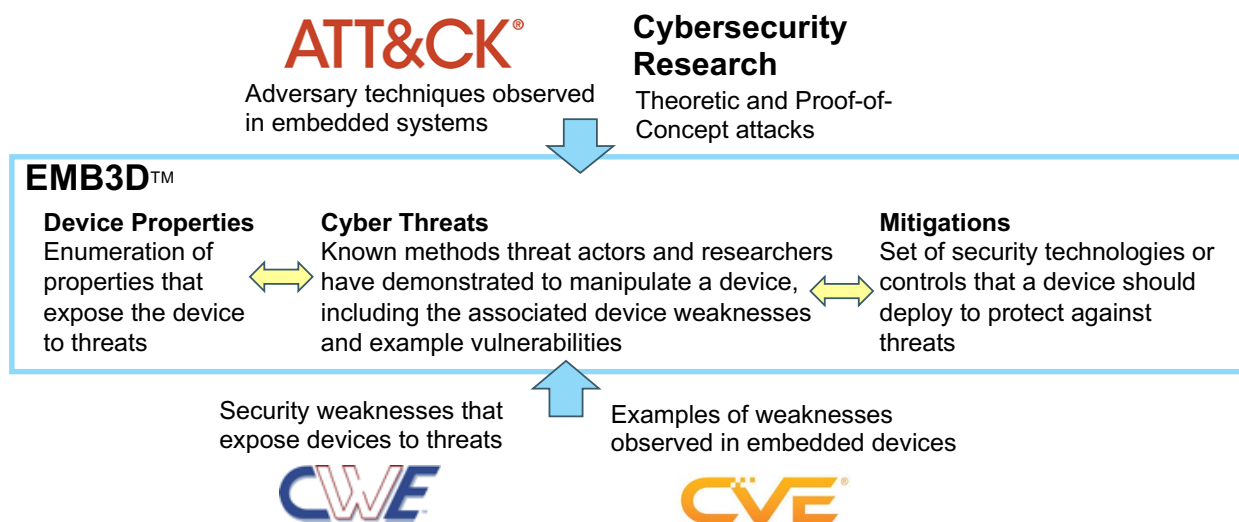 ATT&CK®
Adversary techniques observed
in embedded systems
Cybersecurity
Research
Theoretic and Proof-of-
Concept attacks
EMB3D™
Device Properties
Enumeration of
properties that
expose the device
to threats
Cyber Threats
Known methods threat actors and researchers
have demonstrated to manipulate a device,
including the associated device weaknesses
and example vulnerabilities
Mitigations
Set of security technologies or
controls that a device should
deploy to protect against
threats
Security weaknesses that
expose devices to threats
CWE
Examples of weaknesses
observed in embedded devices
CVE®